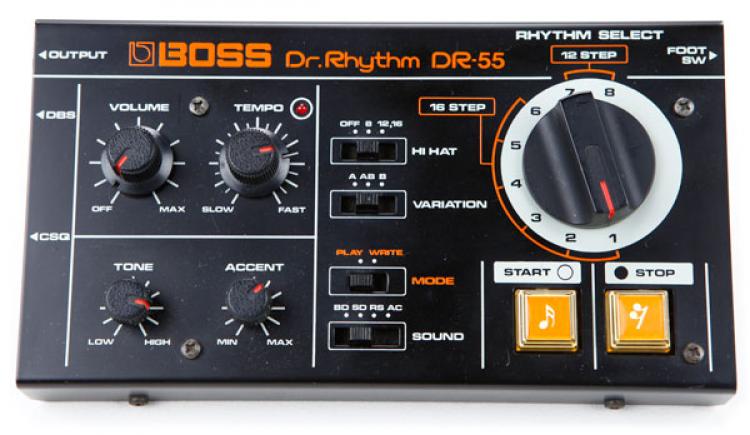 RHYTHM SELECT
◀OUTPUT
BOSS Dr.Rhythm DR-55
12 STEP
FOOT SW▶
◀DBS
VOLUME
TEMPO
OFF MAX
SLOW FAST
16 STEP
7 8
6
5
4
3
2
1
OFF 8 12,16
HI HAT
A AB B
VARIATION
◀CSQ
TONE
ACCENT
LOW HIGH
MIN MAX
PLAY WRITE
MODE
BD SD RS AC
SOUND
START
STOP